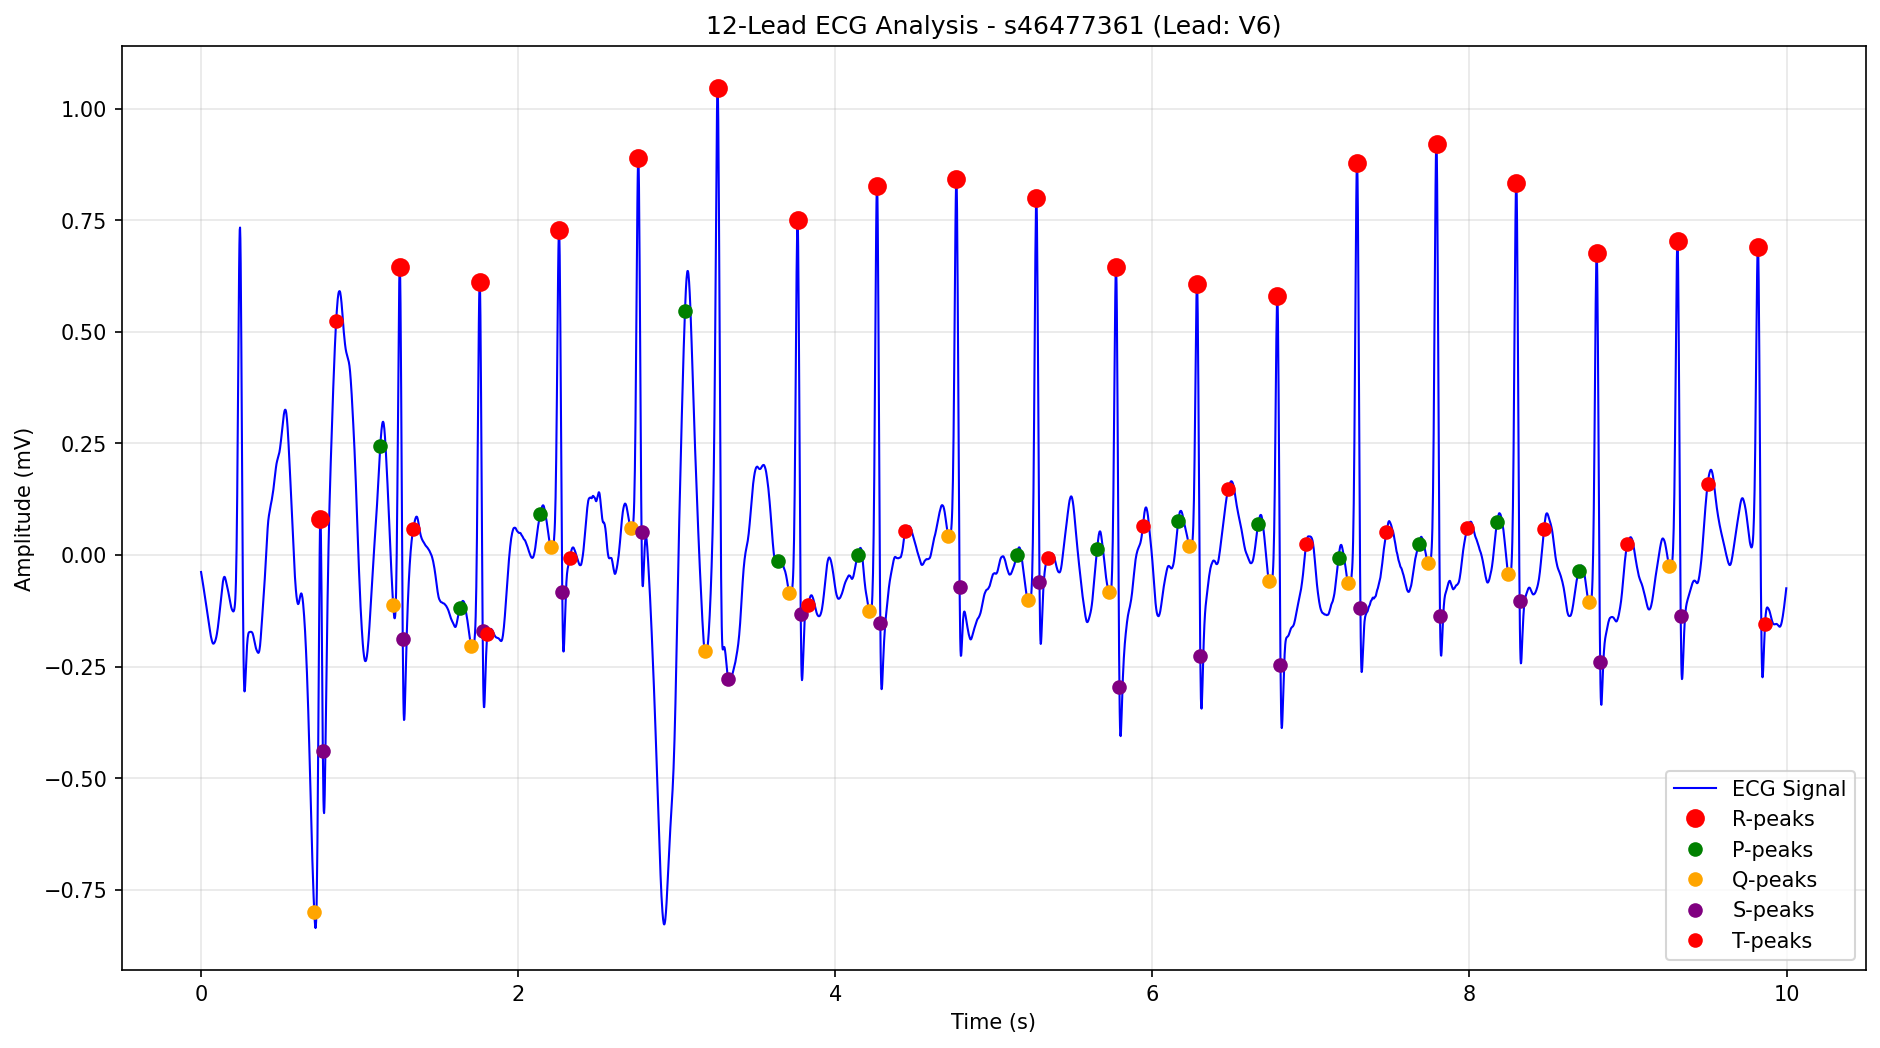 12-Lead ECG Analysis - s46477361 (Lead: V6)
Amplitude (mV)
1.00
0.75
0.50
0.25
0.00
−0.25
−0.50
−0.75
0
2
4
6
8
10
Time (s)
ECG Signal
R-peaks
P-peaks
Q-peaks
S-peaks
T-peaks